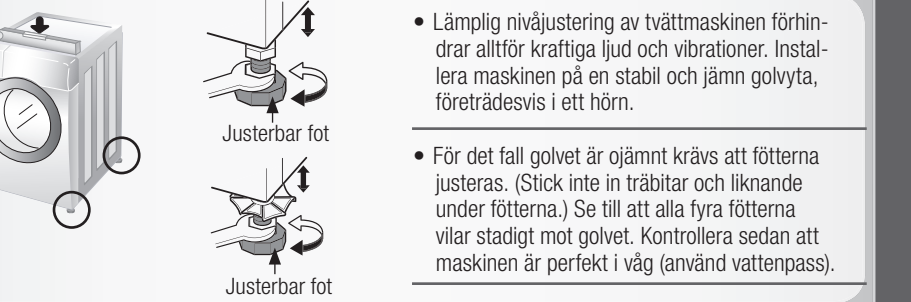 Justerbar fot
Justerbar fot
• Lämplig nivåjustering av tvättmaskinen förhin-
drar alltför kraftiga ljud och vibrationer. Instal-
lera maskinen på en stabil och jämn golvyta,
företrädesvis i ett hörn.
• För det fall golvet är ojämnt krävs att fötterna
justeras. (Stick inte in träbitar och liknande
under fötterna.) Se till att alla fyra fötterna
vilar stadigt mot golvet. Kontrollera sedan att
maskinen är perfekt i våg (använd vattenpass).